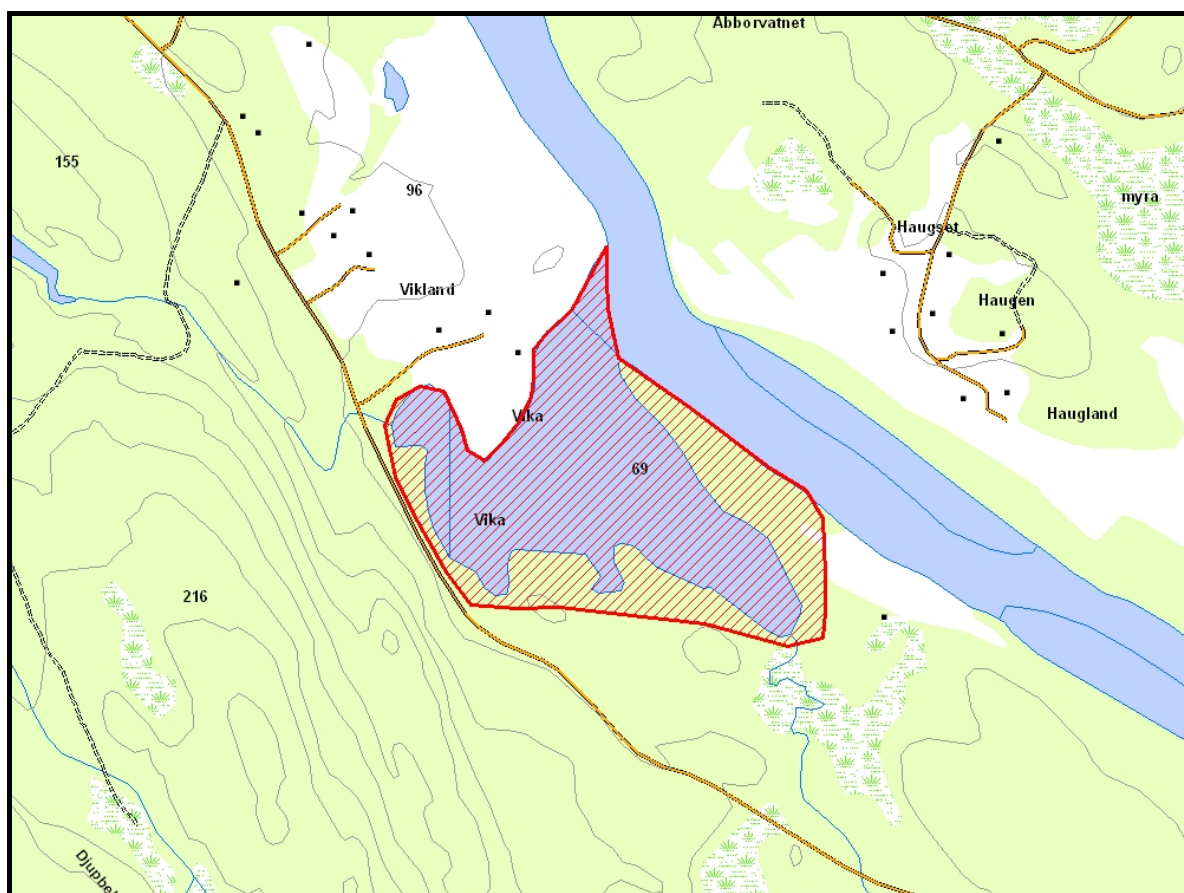 Abborvatnet
155
96
myra
Haugset
Vikland
Haugen
Vika
Haugland
69
Vika
216